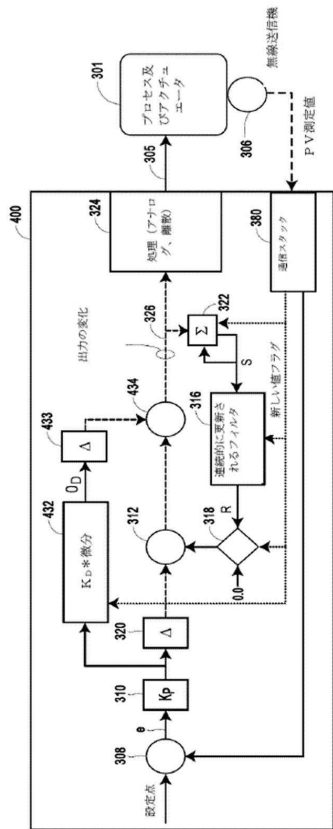 400
出力の変化
433
Δ
O_D
432
K_D*微分
324
処理(アナロ
グ、離散)
305
301
プロセス及
びアクチュ
エータ
306
無線送信機
PV測定値
434
326
312
320
Δ
310
K_P
e
308
設定点
322
Σ
S
316
連続的に更新さ
れるフィルタ
R
318
0.0
新しい値フラグ
380
通信スタック